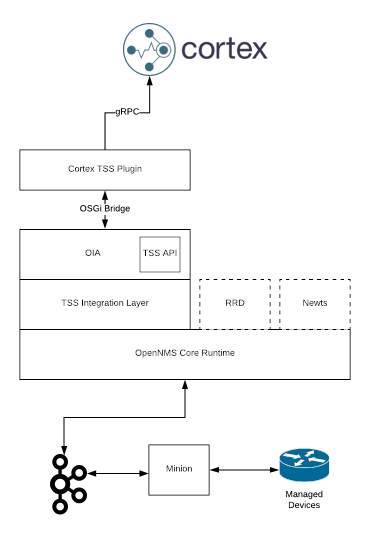 cortex
gRPC
Cortex TSS Plugin
OSGi Bridge
OIA
TSS API
TSS Integration Layer
RRD
Newts
OpenNMS Core Runtime
Minion
Managed
Devices